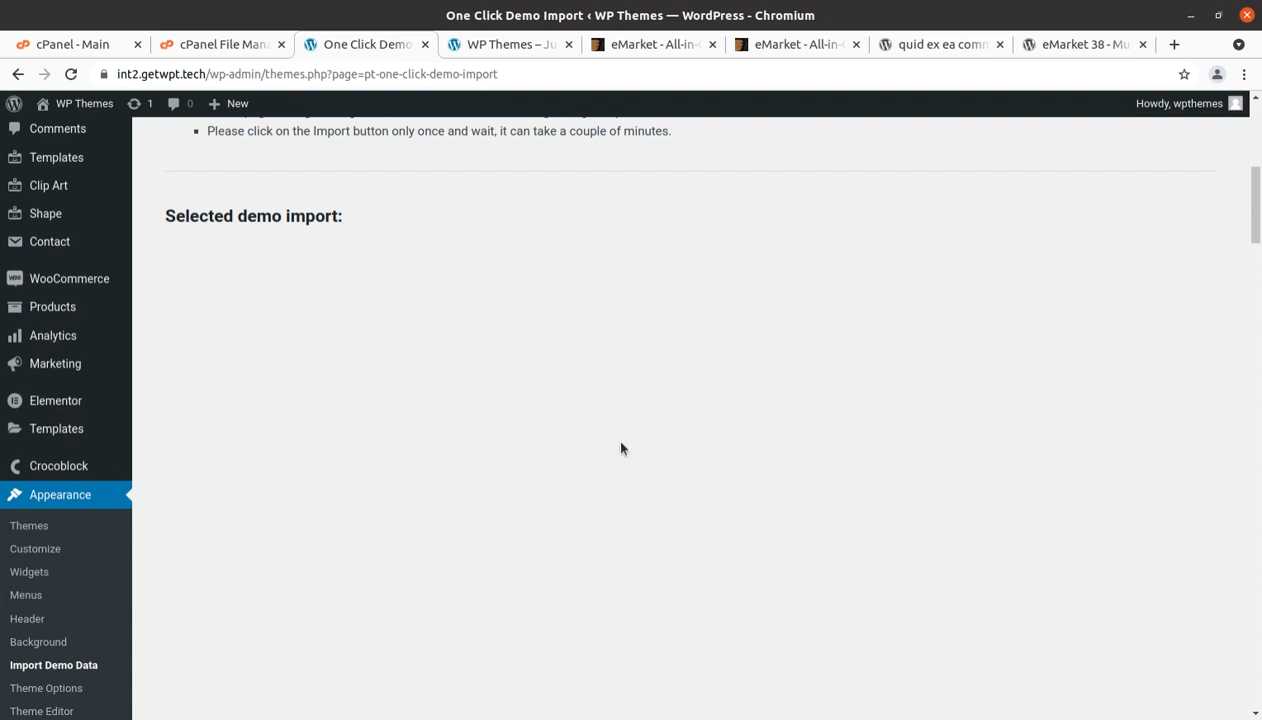 One Click Demo Import ‹ WP Themes — WordPress - Chromium
cPanel - Main
cPanel File Man
One Click Demo
WP Themes – Ju
eMarket - All-in-
eMarket - All-in-
quid ex ea comm
eMarket 38 - Mu
int2.getwpt.tech/wp-admin/themes.php?page=pt-one-click-demo-import
WP Themes 1 0 New
Howdy, wpthemes
Comments
Templates
Clip Art
Shape
Contact
WooCommerce
Products
Analytics
Marketing
Elementor
Templates
Crocoblock
Appearance
Themes
Customize
Widgets
Menus
Header
Background
Import Demo Data
Theme Options
Theme Editor
Please click on the Import button only once and wait, it can take a couple of minutes.
Selected demo import: